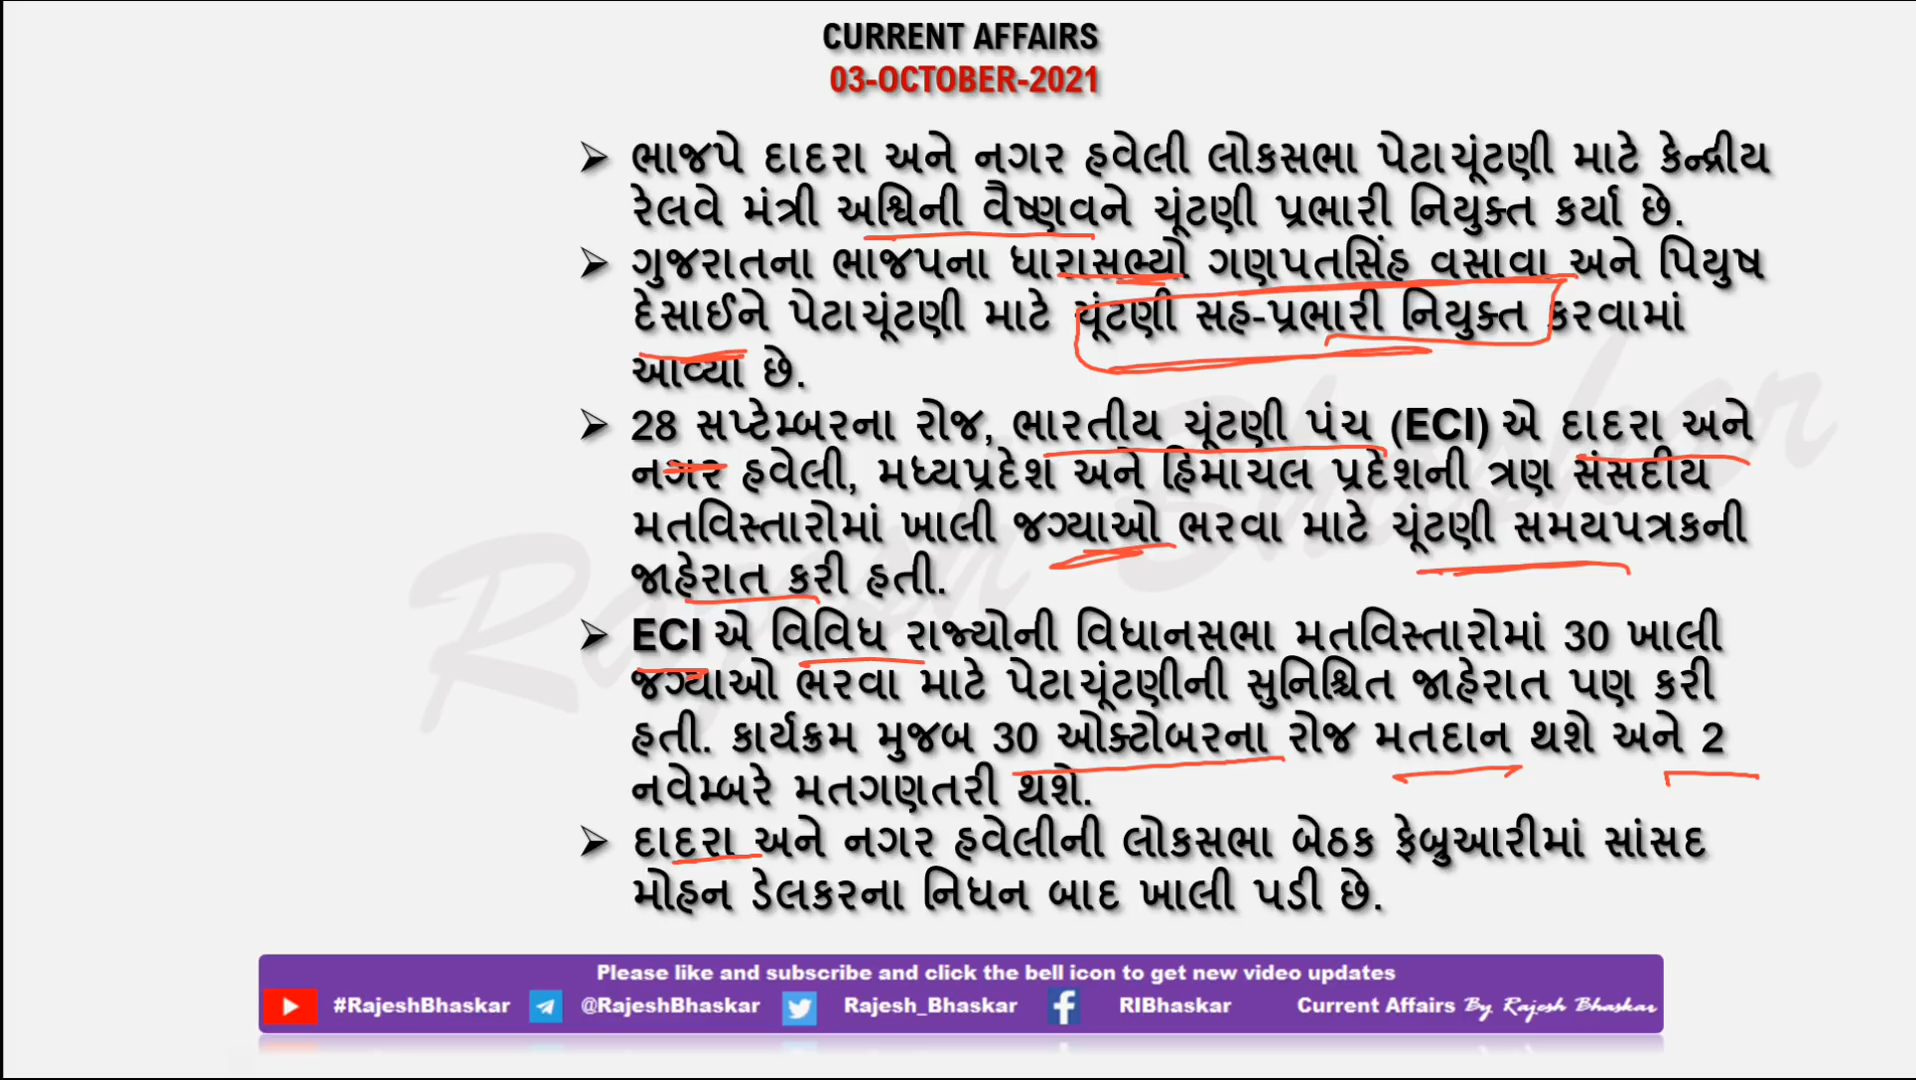 CURRENT AFFAIRS
03-OCTOBER-2021
➢ ભાજપે દાદરા અને નગર હવેલી લોકસભા પેટાચૂંટણી માટે કેન્દ્રીય
રેલવે મંત્રી અશ્વિની વૈષ્ણવને ચૂંટણી પ્રભારી નિયુક્ત કર્યા છે.
➢ ગુજરાતના ભાજપના ધારાસભ્યો ગણપતસિંહ વસાવા અને પિયુષ
દેસાઈને પેટાચૂંટણી માટે ચૂંટણી સહ-પ્રભારી નિયુક્ત કરવામાં
આવ્યા છે.
➢ 28 સપ્ટેમ્બરના રોજ, ભારતીય ચૂંટણી પંચ (ECI) એ દાદરા અને
નગર હવેલી, મધ્યપ્રદેશ અને હિમાચલ પ્રદેશની ત્રણ સંસદીય
મતવિસ્તારોમાં ખાલી જગ્યાઓ ભરવા માટે ચૂંટણી સમયપત્રકની
જાહેરાત કરી હતી.
➢ ECI એ વિવિધ રાજ્યોની વિધાનસભા મતવિસ્તારોમાં 30 ખાલી
જગ્યાઓ ભરવા માટે પેટાચૂંટણીની સુનિશ્ચિત જાહેરાત પણ કરી
હતી. કાર્યક્રમ મુજબ 30 ઓક્ટોબરના રોજ મતદાન થશે અને 2
નવેમ્બરે મતગણતરી થશે.
➢ દાદરા અને નગર હવેલીની લોકસભા બેઠક ફેબ્રુઆરીમાં સાંસદ
મોહન ડેલકરના નિધન બાદ ખાલી પડી છે.
Rajesh Bhaskar
Please like and subscribe and click the bell icon to get new video updates
#RajeshBhaskar @RajeshBhaskar Rajesh_Bhaskar RIBhaskar Current Affairs By Rajesh Bhaskar